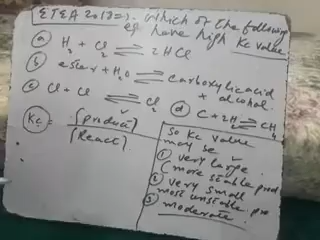 ETEA 2013=>. Which of the following
eq. have high Kc value
(a) H₂ + Cl₂ ⇌ 2HCl
(b) ester + H₂O ⇌ carboxylic acid
+ alcohol.
(c) Cl + Cl ⇌ Cl₂ (d) C + 2H₂ ⇌ CH₄
Kc = [product]
[React]
So Kc value
may be
(1) very large
(more stable prod
(2) very small
most unstable pro
(3) moderate.